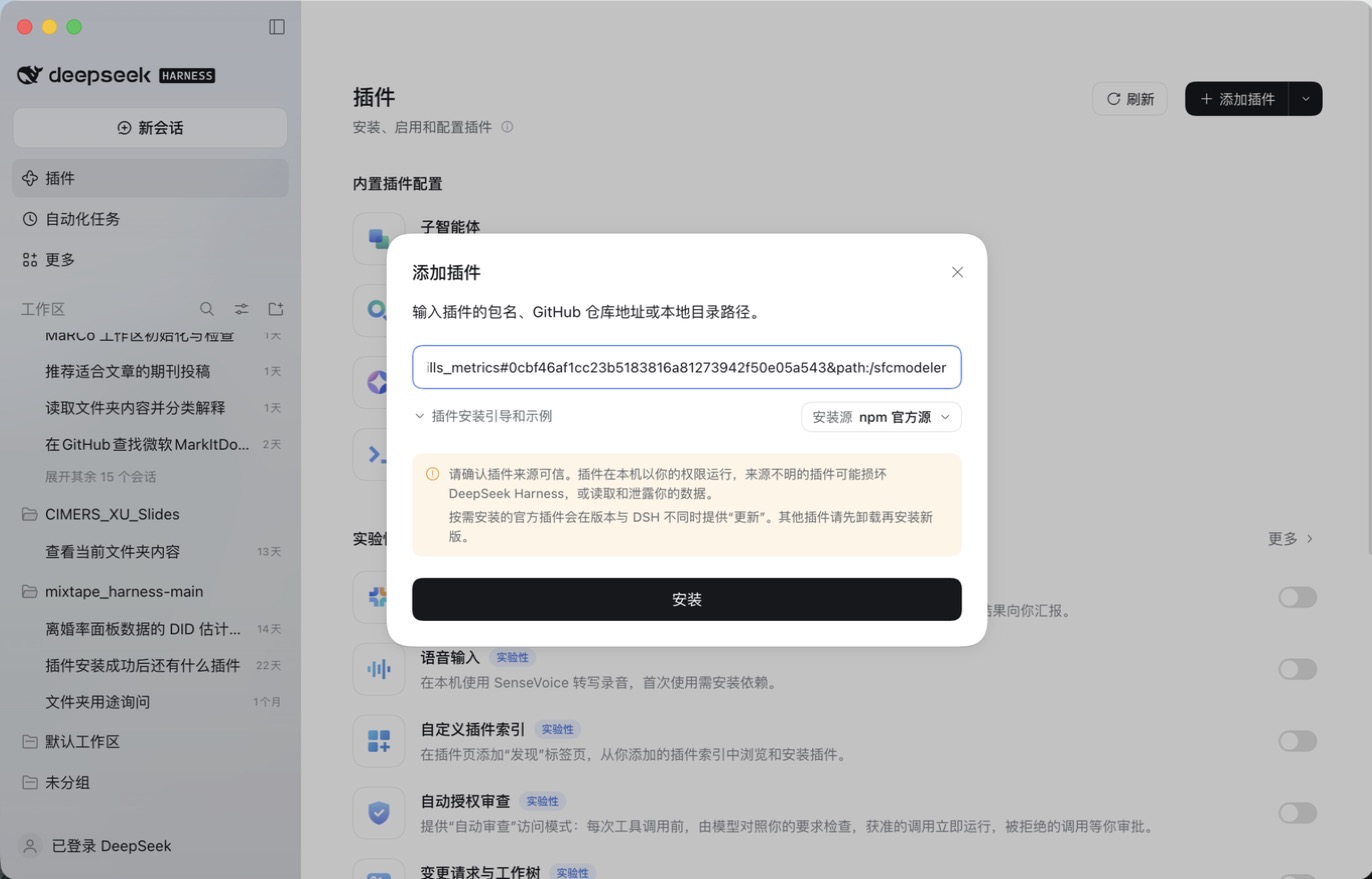 deepseek HARNESS
新会话
插件
自动化任务
更多
工作区
MaRCo 工作区初始化与检查 1天
推荐适合文章的期刊投稿 1天
读取文件夹内容并分类解释 1天
在 GitHub 查找微软 MarkItDo... 2天
展开其余 15 个会话
CIMERS_XU_Slides
查看当前文件夹内容 13天
mixtape_harness-main
离婚率面板数据的 DID 估计... 14天
插件安装成功后还有什么插件 22天
文件夹用途询问 1个月
默认工作区
未分组
已登录 DeepSeek
插件
刷新
添加插件
安装、启用和配置插件
内置插件配置
子智能体
添加插件
输入插件的包名、GitHub 仓库地址或本地目录路径。
ills_metrics#0cbf46af1cc23b5183816a81273942f50e05a543&path:/sfcmodeler
插件安装引导和示例
安装源 npm 官方源
请确认插件来源可信。插件在本机以你的权限运行，来源不明的插件可能损坏
DeepSeek Harness，或读取和泄露你的数据。
按需安装的官方插件会在版本与 DSH 不同时提供“更新”。其他插件请先卸载再安装新
版。
安装
更多
结果向你汇报。
语音输入 实验性
在本机使用 SenseVoice 转写录音，首次使用需安装依赖。
自定义插件索引 实验性
在插件页添加“发现”标签页，从你添加的插件索引中浏览和安装插件。
自动授权审查 实验性
提供“自动审查”访问模式：每次工具调用前，由模型对照你的要求检查，获准的调用立即运行，被拒绝的调用等你审批。
变更请求与工作树 实验性